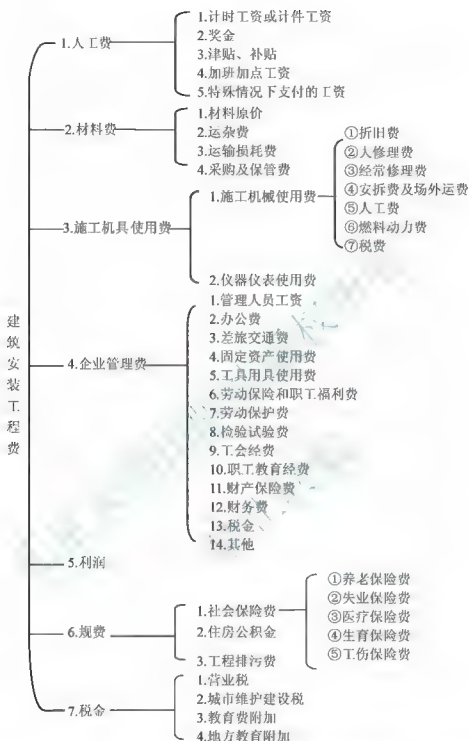 建筑安装工程费
1.人工费
1.计时工资或计件工资
2.奖金
3.津贴、补贴
4.加班加点工资
5.特殊情况下支付的工资
2.材料费
1.材料原价
2.运杂费
3.运输损耗费
4.采购及保管费
3.施工机具使用费
1.施工机械使用费
①折旧费
②大修理费
③经常修理费
④安拆费及场外运费
⑤人工费
⑥燃料动力费
⑦税费
2.仪器仪表使用费
4.企业管理费
1.管理人员工资
2.办公费
3.差旅交通费
4.固定资产使用费
5.工具用具使用费
6.劳动保险和职工福利费
7.劳动保护费
8.检验试验费
9.工会经费
10.职工教育经费
11.财产保险费
12.财务费
13.税金
14.其他
5.利润
6.规费
1.社会保险费
①养老保险费
②失业保险费
③医疗保险费
④生育保险费
⑤工伤保险费
2.住房公积金
3.工程排污费
7.税金
1.营业税
2.城市维护建设税
3.教育费附加
4.地方教育附加